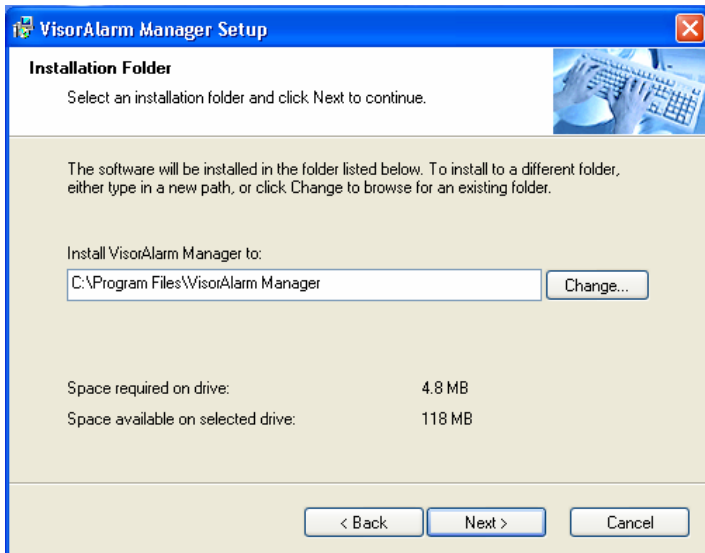 VisorAlarm Manager Setup
Installation Folder
Select an installation folder and click Next to continue.
The software will be installed in the folder listed below. To install to a different folder,
either type in a new path, or click Change to browse for an existing folder.
Install VisorAlarm Manager to:
C:\Program Files\VisorAlarm Manager
Change...
Space required on drive: 4.8 MB
Space available on selected drive: 118 MB
< Back Next > Cancel